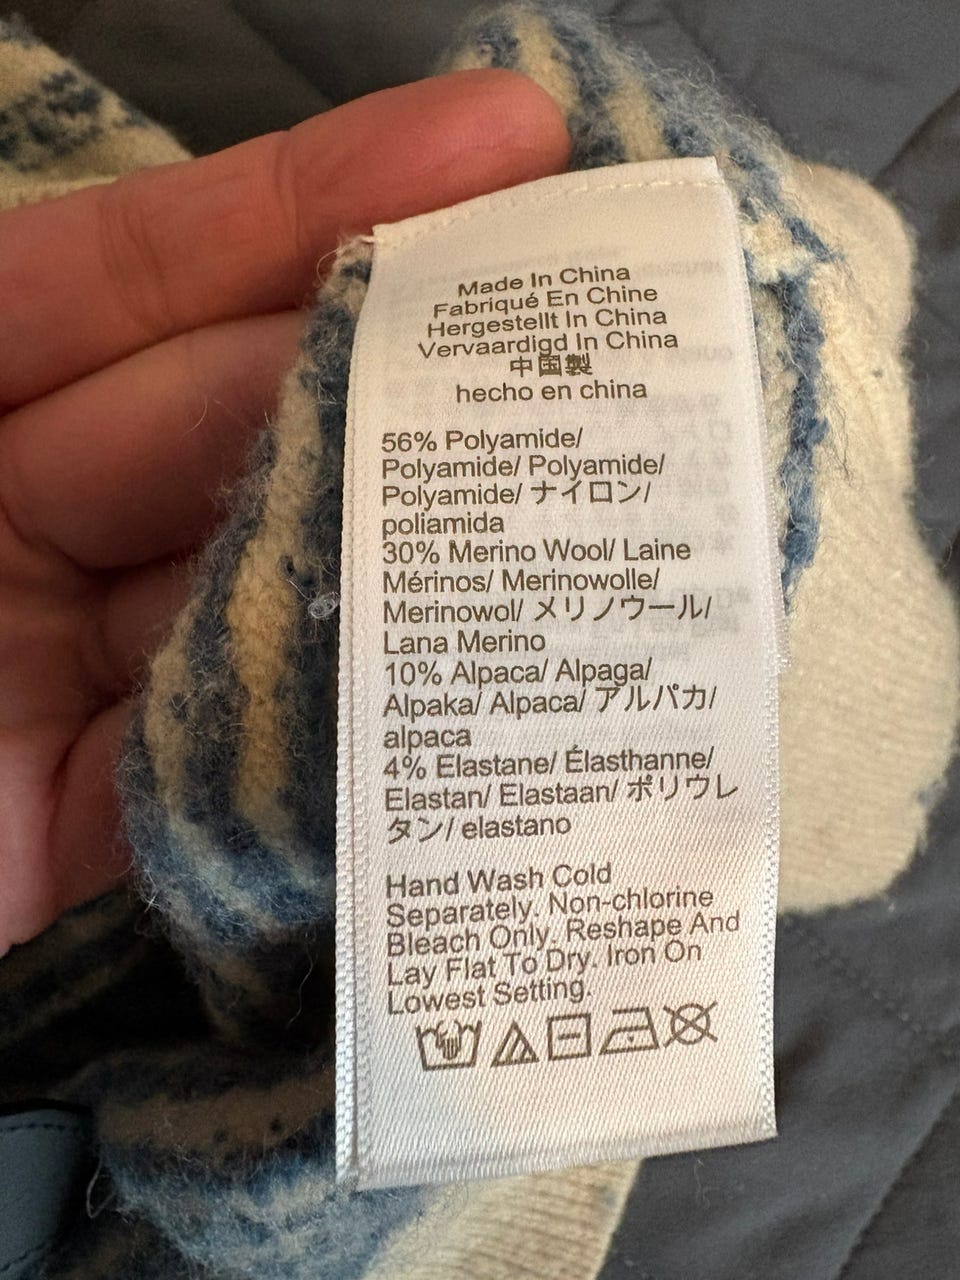 Made In China
Fabriqué En Chine
Hergestellt In China
Vervaardigd In China
中国製
hecho en china
56% Polyamide/
Polyamide/ Polyamide/
Polyamide/ ナイロン/
poliamida
30% Merino Wool/ Laine
Mérinos/ Merinowolle/
Merinowol/ メリノウール/
Lana Merino
10% Alpaca/ Alpaga/
Alpaka/ Alpaca/ アルパカ/
alpaca
4% Elastane/ Élasthanne/
Elastan/ Elastaan/ ポリウレ
タン/ elastano
Hand Wash Cold
Separately. Non-chlorine
Bleach Only. Reshape And
Lay Flat To Dry. Iron On
Lowest Setting.